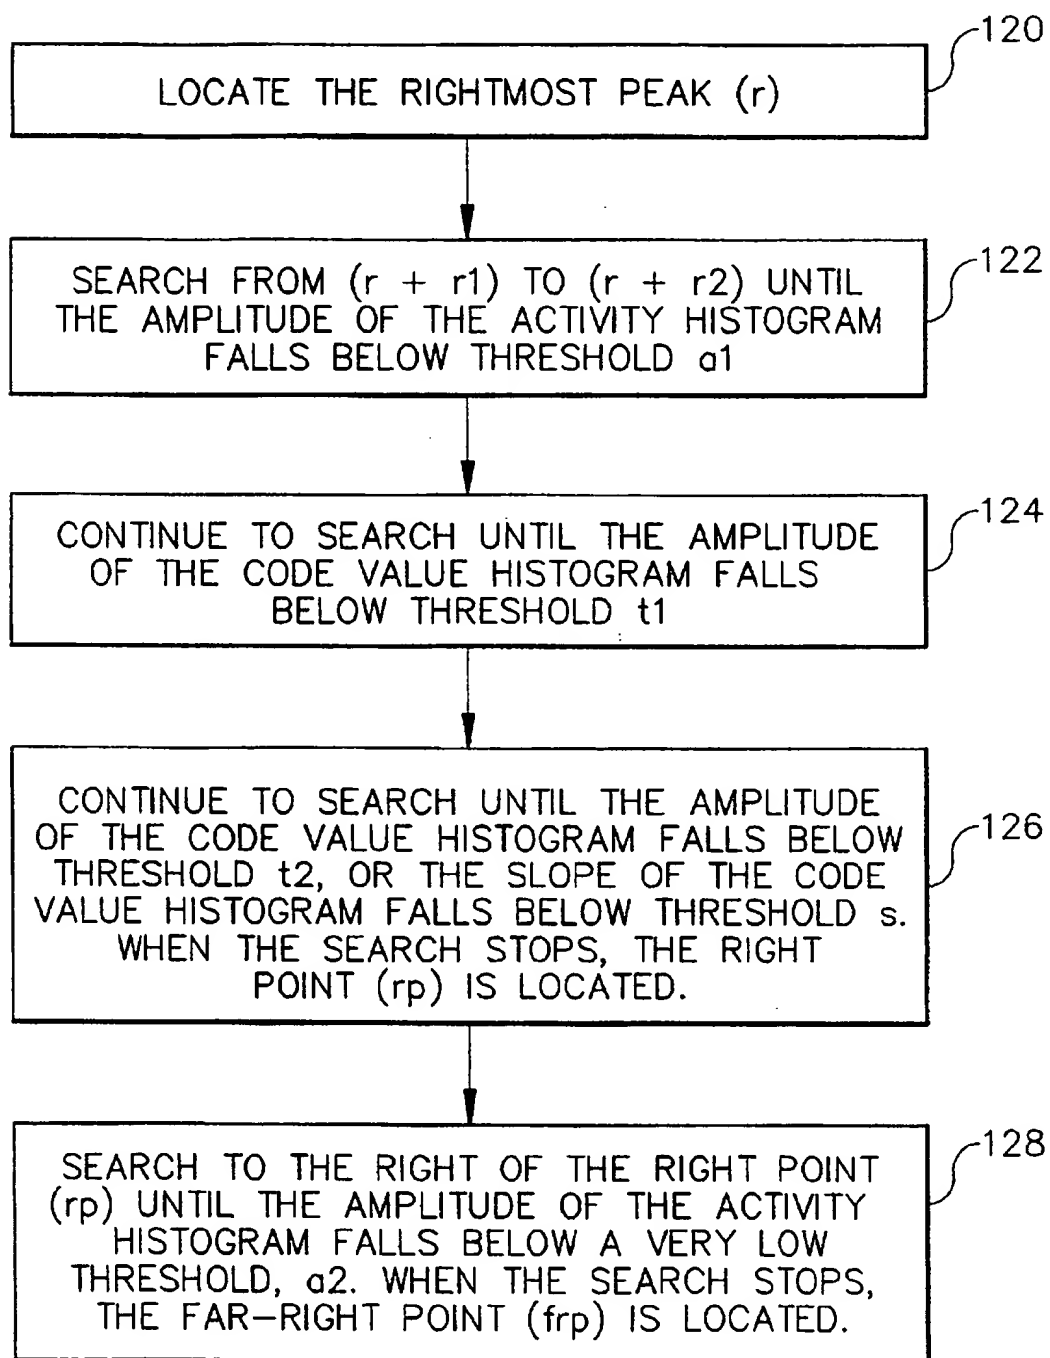 120
LOCATE THE RIGHTMOST PEAK (r)
122
SEARCH FROM (r + r1) TO (r + r2) UNTIL
THE AMPLITUDE OF THE ACTIVITY HISTOGRAM
FALLS BELOW THRESHOLD a1
124
CONTINUE TO SEARCH UNTIL THE AMPLITUDE
OF THE CODE VALUE HISTOGRAM FALLS
BELOW THRESHOLD t1
126
CONTINUE TO SEARCH UNTIL THE AMPLITUDE
OF THE CODE VALUE HISTOGRAM FALLS BELOW
THRESHOLD t2, OR THE SLOPE OF THE CODE
VALUE HISTOGRAM FALLS BELOW THRESHOLD s.
WHEN THE SEARCH STOPS, THE RIGHT
POINT (rp) IS LOCATED.
128
SEARCH TO THE RIGHT OF THE RIGHT POINT
(rp) UNTIL THE AMPLITUDE OF THE ACTIVITY
HISTOGRAM FALLS BELOW A VERY LOW
THRESHOLD, a2. WHEN THE SEARCH STOPS,
THE FAR-RIGHT POINT (frp) IS LOCATED.